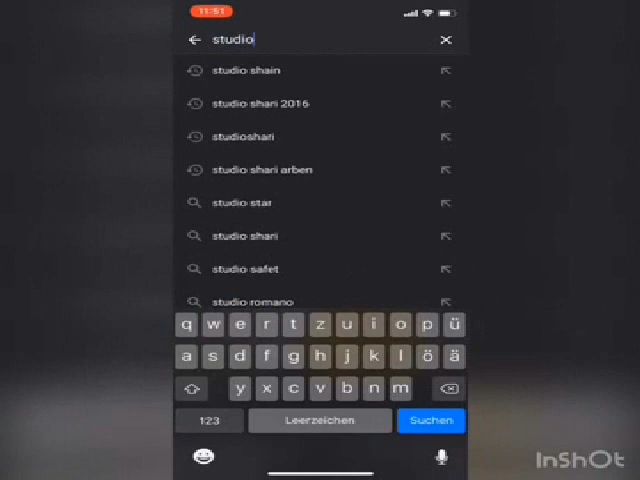 11:51
studio
studio shain
studio shari 2016
studioshari
studio shari arben
studio star
studio shari
studio safet
studio romano
q w e r t z u i o p ü
a s d f g h j k l ö ä
y x c v b n m
123 Leerzeichen Suchen
InShOt